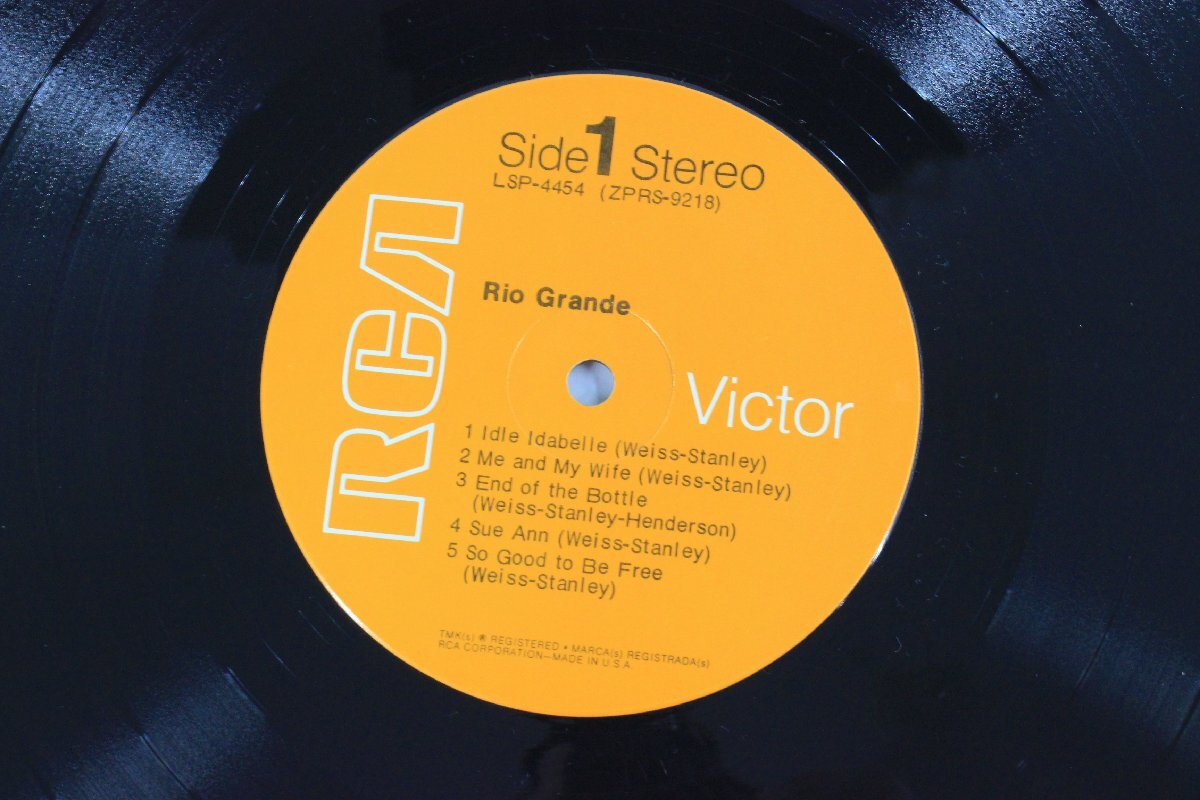 Side 1 Stereo
LSP-4454 (ZPRS-9218)
RCA
Rio Grande
Victor
1 Idle Idabelle (Weiss-Stanley)
2 Me and My Wife (Weiss-Stanley)
3 End of the Bottle
(Weiss-Stanley-Henderson)
4 Sue Ann (Weiss-Stanley)
5 So Good to Be Free
(Weiss-Stanley)
TMK(s) ® REGISTERED • MARCA(s) REGISTRADA(s)
RCA CORPORATION—MADE IN U.S.A.